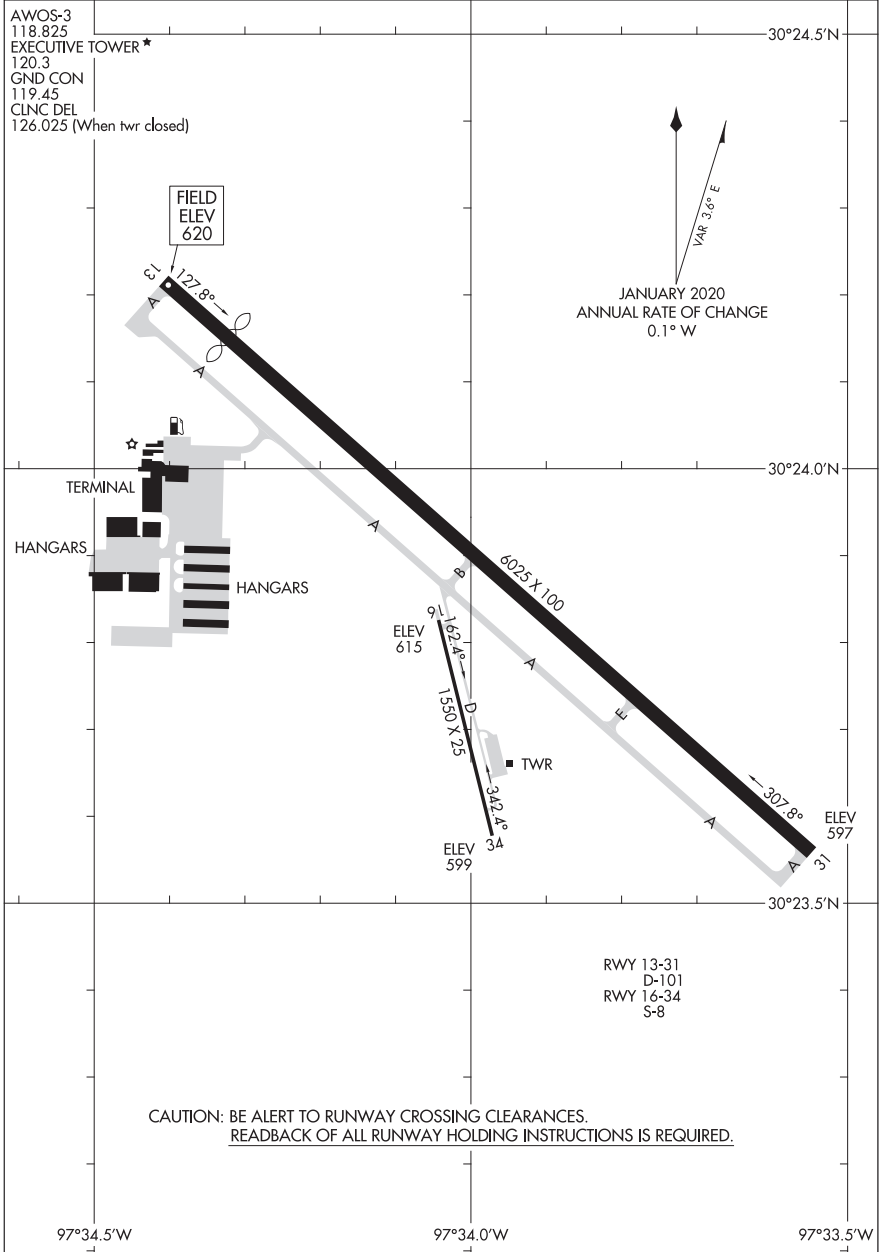 AWOS-3
118.825
EXECUTIVE TOWER★
120.3
GND CON
119.45
CLNC DEL
126.025 (When twr closed)
30°24.5'N
VAR 3.6° E
JANUARY 2020
ANNUAL RATE OF CHANGE
0.1° W
FIELD
ELEV
620
13
127.8°
A
A
30°24.0'N
TERMINAL
A
HANGARS
HANGARS
B
6025 X 100
16
162.4°
ELEV
615
A
1550 X 25
D
E
TWR
342.4°
34
ELEV
599
A
307.8°
ELEV
597
A
31
30°23.5'N
RWY 13-31
D-101
RWY 16-34
S-8
CAUTION: BE ALERT TO RUNWAY CROSSING CLEARANCES.
READBACK OF ALL RUNWAY HOLDING INSTRUCTIONS IS REQUIRED.
97°34.5'W
97°34.0'W
97°33.5'W